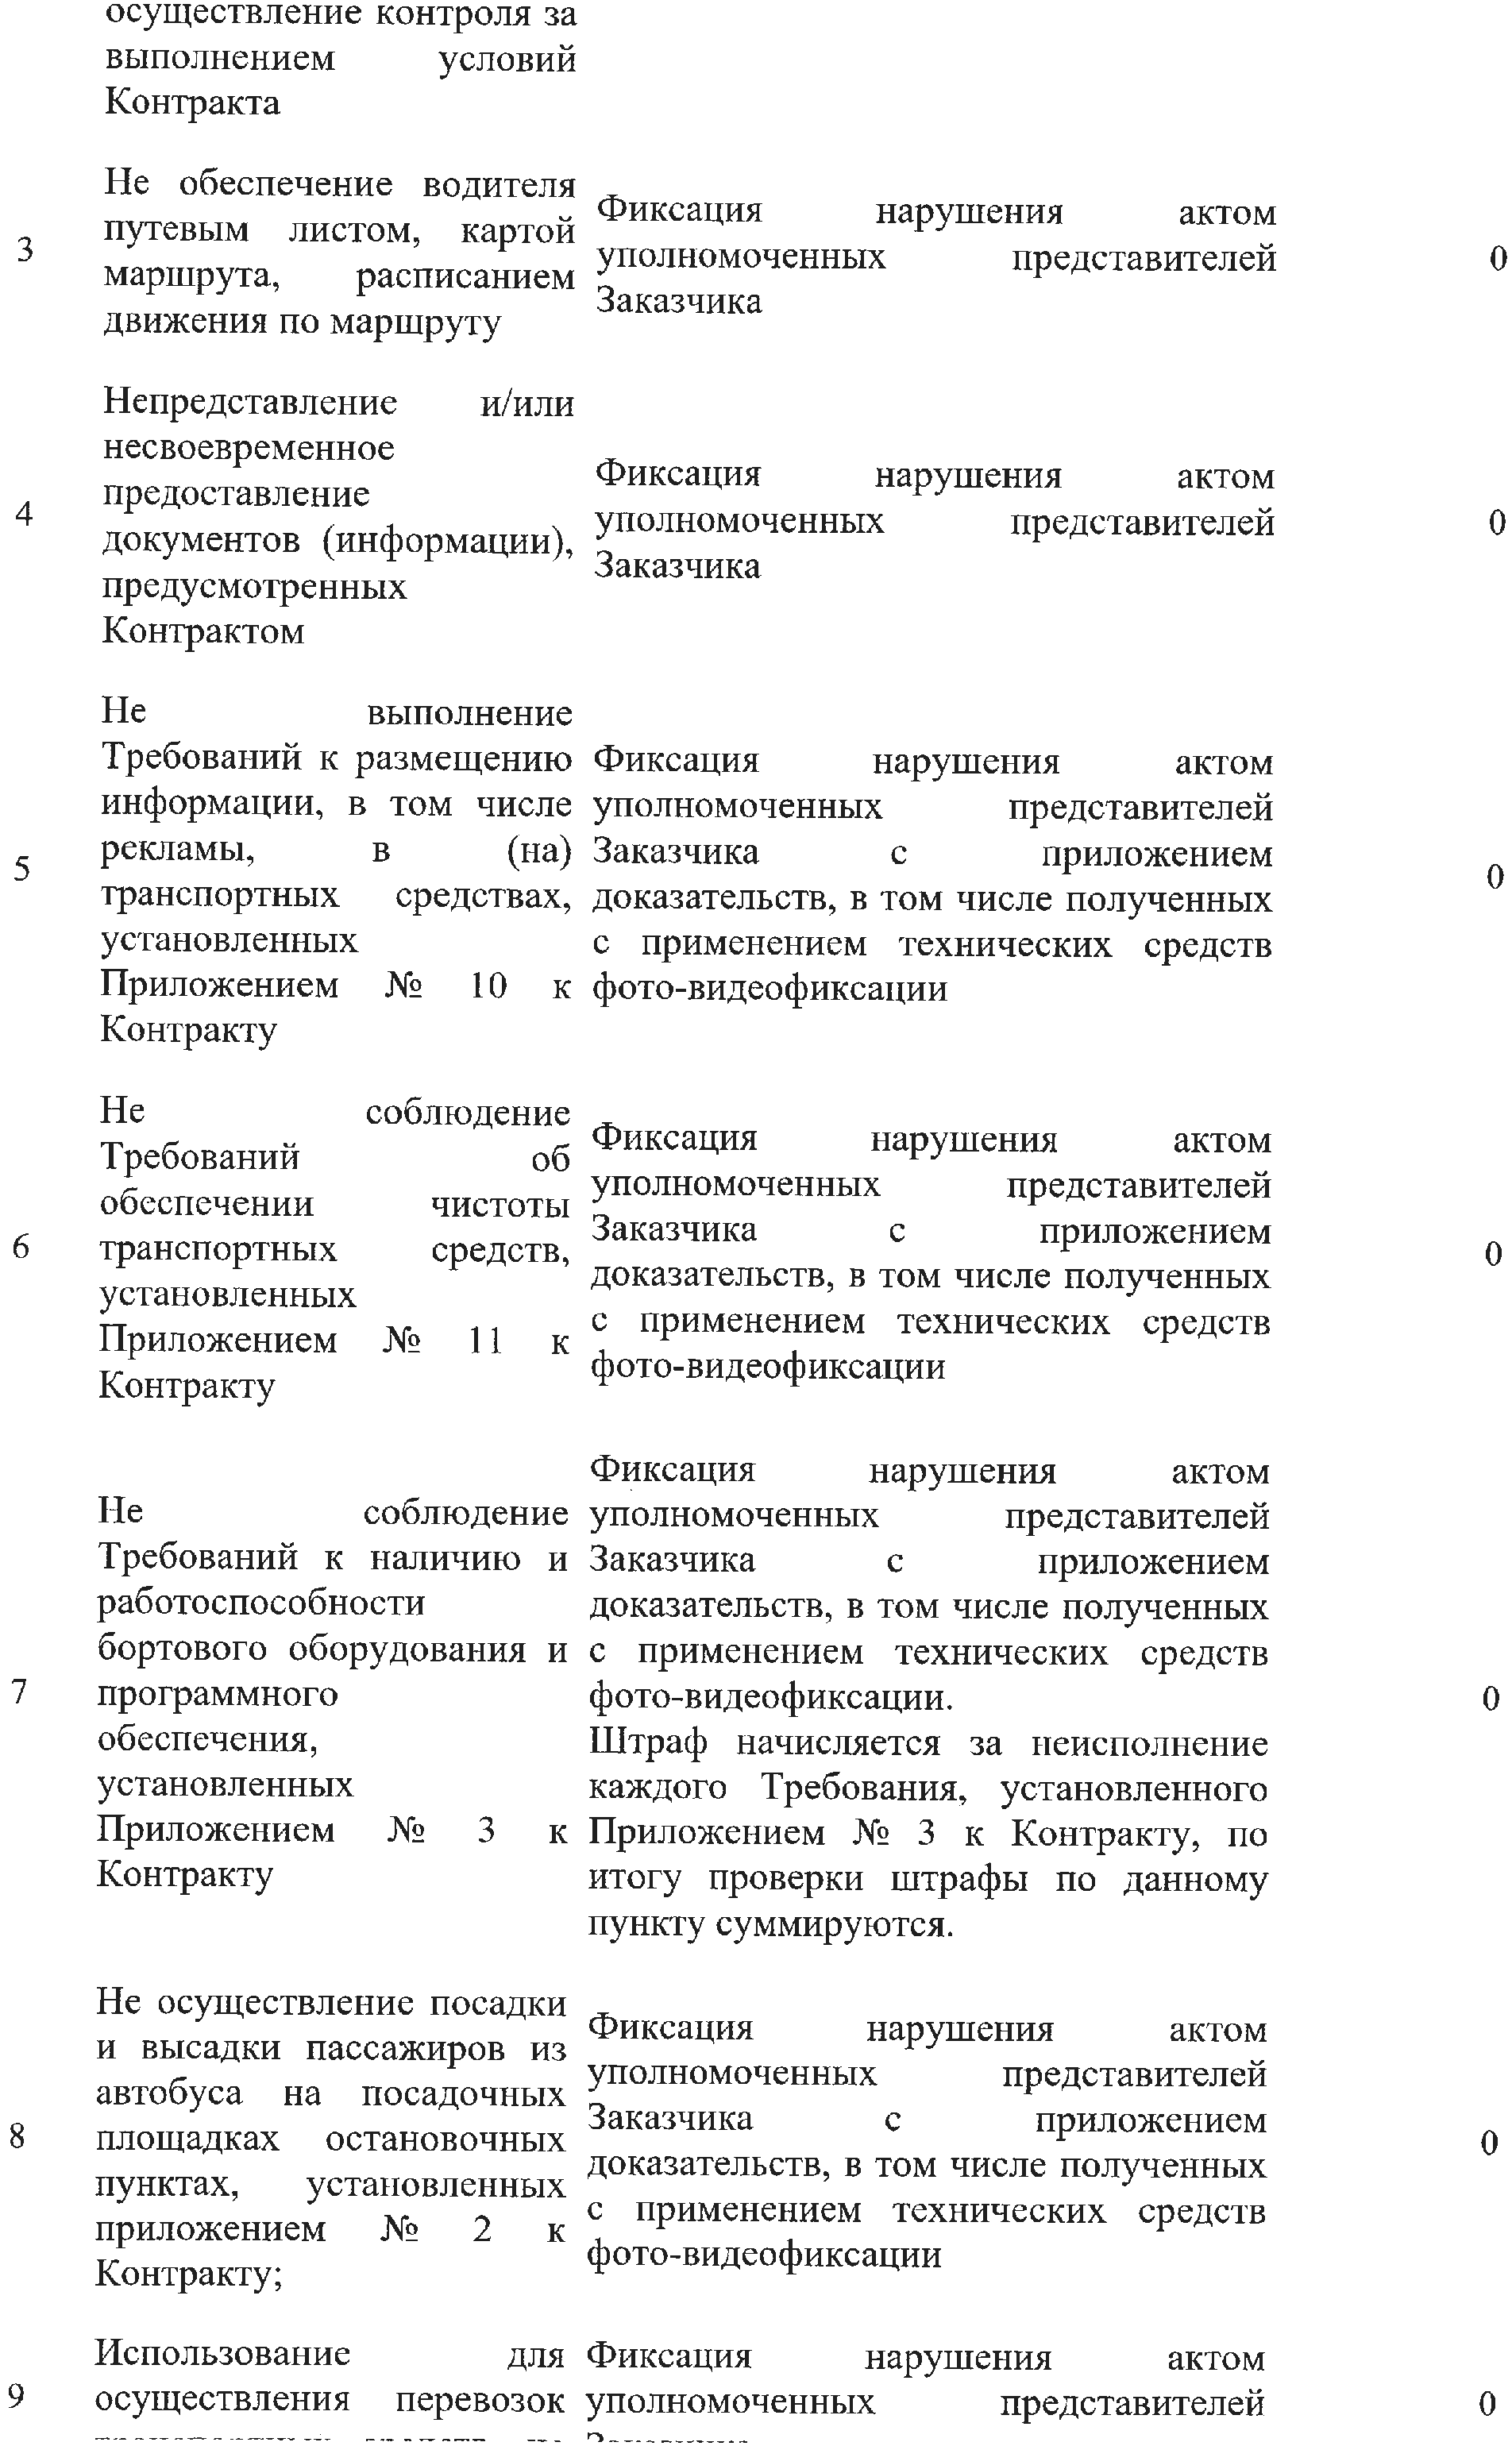 осуществление контроля за
выполнением условий
Контракта
3
Не обеспечение водителя
путевым листом, картой
маршрута, расписанием
движения по маршруту
Фиксация нарушения актом
уполномоченных представителей
Заказчика
0
4
Непредставление и/или
несвоевременное
предоставление
документов (информации),
предусмотренных
Контрактом
Фиксация нарушения актом
уполномоченных представителей
Заказчика
0
5
Не выполнение
Требований к размещению
информации, в том числе
рекламы, в (на)
транспортных средствах,
установленных
Приложением № 10 к
Контракту
Фиксация нарушения актом
уполномоченных представителей
Заказчика с приложением
доказательств, в том числе полученных
с применением технических средств
фото-видеофиксации
0
6
Не соблюдение
Требований об
обеспечении чистоты
транспортных средств,
установленных
Приложением № 11 к
Контракту
Фиксация нарушения актом
уполномоченных представителей
Заказчика с приложением
доказательств, в том числе полученных
с применением технических средств
фото-видеофиксации
0
7
Не соблюдение
Требований к наличию и
работоспособности
бортового оборудования и
программного
обеспечения,
установленных
Приложением № 3 к
Контракту
Фиксация нарушения актом
уполномоченных представителей
Заказчика с приложением
доказательств, в том числе полученных
с применением технических средств
фото-видеофиксации.
Штраф начисляется за неисполнение
каждого Требования, установленного
Приложением № 3 к Контракту, по
итогу проверки штрафы по данному
пункту суммируются.
0
8
Не осуществление посадки
и высадки пассажиров из
автобуса на посадочных
площадках остановочных
пунктах, установленных
приложением № 2 к
Контракту;
Фиксация нарушения актом
уполномоченных представителей
Заказчика с приложением
доказательств, в том числе полученных
с применением технических средств
фото-видеофиксации
0
9
Использование для
осуществления перевозок
Фиксация нарушения актом
уполномоченных представителей
0